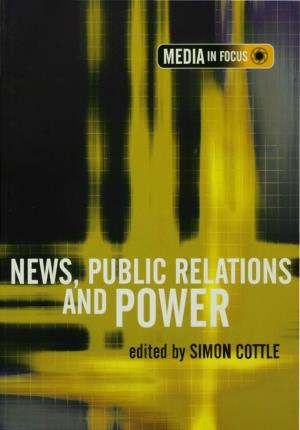 MEDIA IN FOCUS
NEWS, PUBLIC RELATIONS
AND POWER
edited by SIMON COTTLE